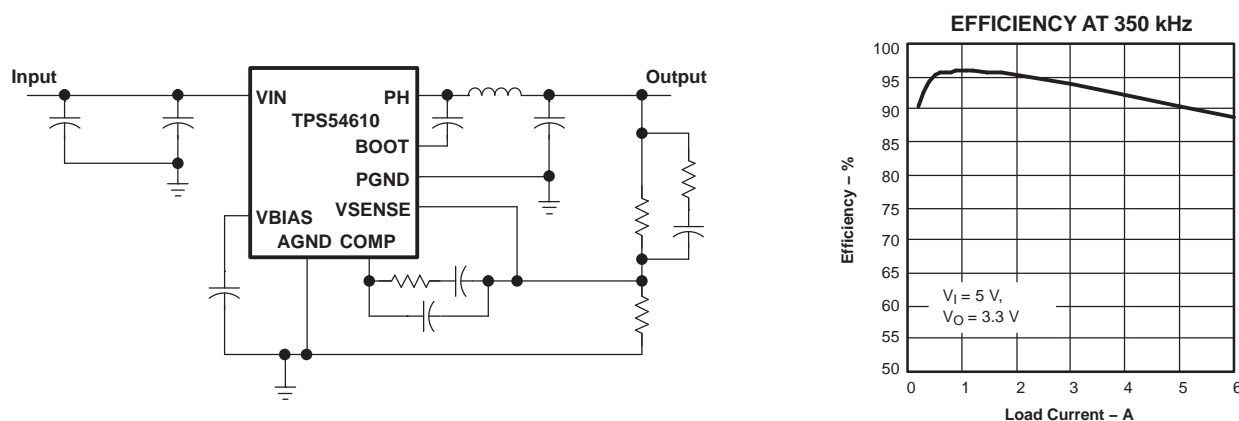 Input
VIN
PH
Output
TPS54610
BOOT
PGND
VSENSE
VBIAS
AGND COMP
EFFICIENCY AT 350 kHz
100
95
90
85
80
75
70
65
60
55
50
Efficiency – %
VI = 5 V,
VO = 3.3 V
0 1 2 3 4 5 6
Load Current – A